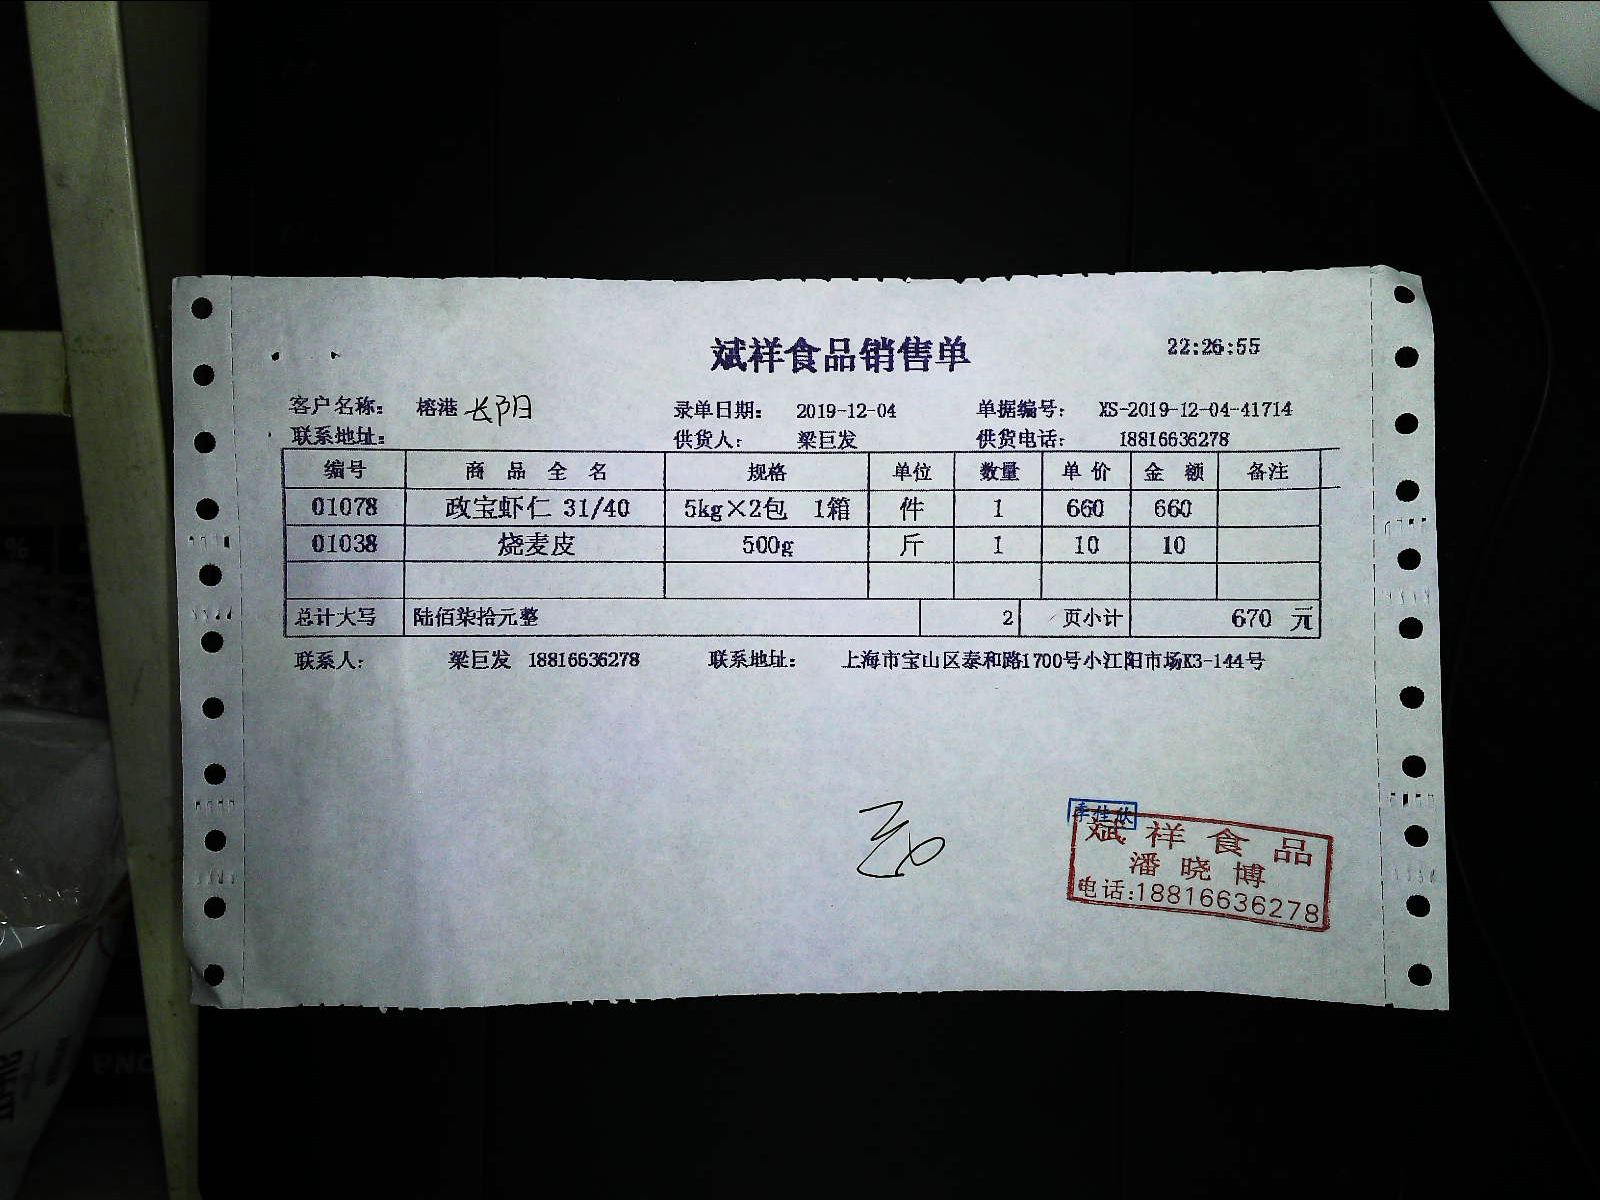 斌祥食品销售单 22:26:55
客户名称： 榕港 长阳 录单日期： 2019-12-04 单据编号： XS-2019-12-04-41714
联系地址： 供货人： 梁巨发 供货电话： 18816636278
编号 商品全名 规格 单位 数量 单价 金额 备注
01078 政宝虾仁 31/40 5kg×2包 1箱 件 1 660 660
01038 烧麦皮 500g 斤 1 10 10
总计大写 陆佰柒拾元整 2 页小计 670 元
联系人： 梁巨发 18816636278 联系地址： 上海市宝山区泰和路1700号小江阳市场K3-144号
斌祥食品
潘晓博
电话:18816636278